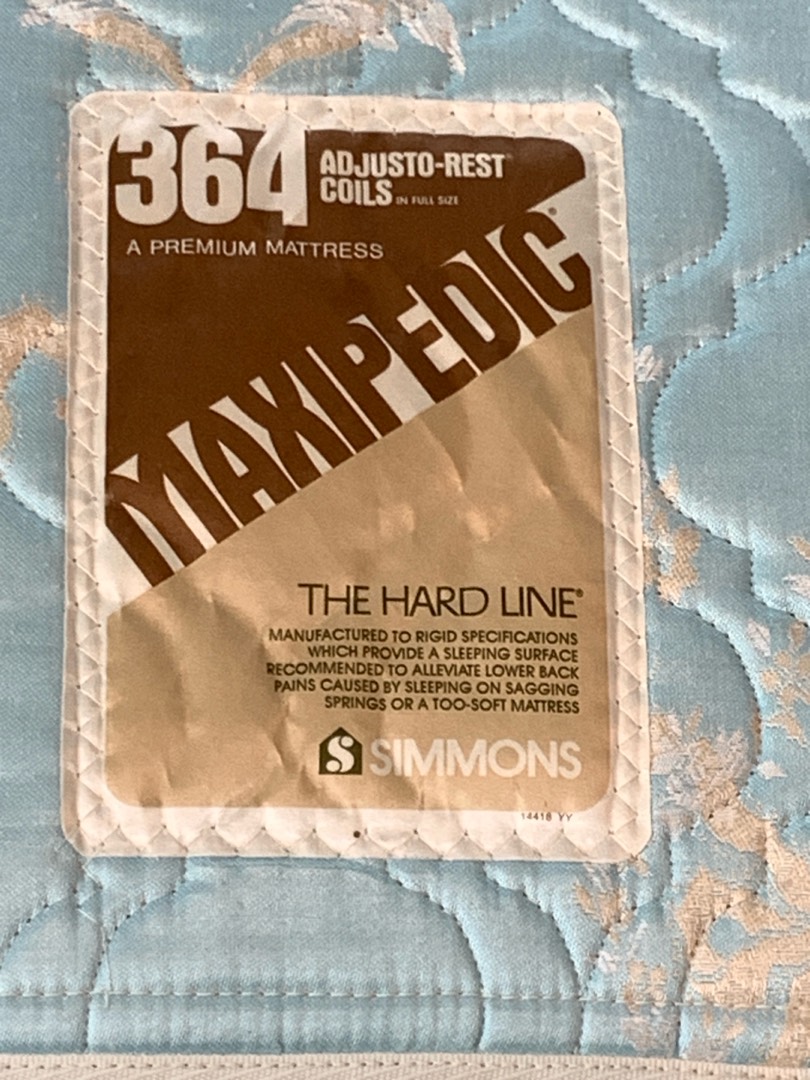 364 ADJUSTO-REST™
COILS IN FULL SIZE
A PREMIUM MATTRESS
MAXIPEDIC®
THE HARD LINE®
MANUFACTURED TO RIGID SPECIFICATIONS
WHICH PROVIDE A SLEEPING SURFACE
RECOMMENDED TO ALLEVIATE LOWER BACK
PAINS CAUSED BY SLEEPING ON SAGGING
SPRINGS OR A TOO-SOFT MATTRESS
S SIMMONS
14418 YY